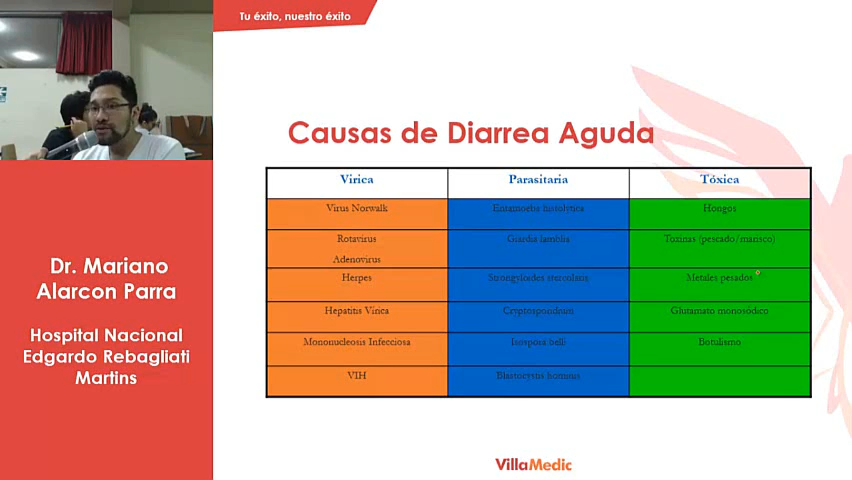 Tu éxito, nuestro éxito
Causas de Diarrea Aguda
Virica
Parasitaria
Tóxica
Virus Norwalk
Entamoeba histolytica
Hongos
Rotavirus
Adenovirus
Giardia lamblia
Toxinas (pescado/marisco)
Herpes
Strongyloides stercolaris
Metales pesados
Hepatitis Virica
Cryptosporidium
Glutamato monosódico
Mononucleosis Infecciosa
Isospora belli
Botulismo
VIH
Blastocystis hominis
Dr. Mariano
Alarcon Parra
Hospital Nacional
Edgardo Rebagliati
Martins
VillaMedic